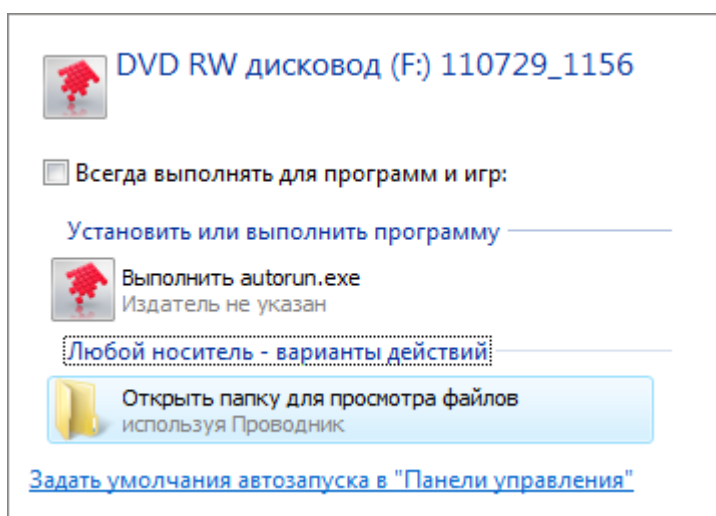 DVD RW дисковод (F:) 110729_1156
Всегда выполнять для программ и игр:
Установить или выполнить программу
Выполнить autorun.exe
Издатель не указан
Любой носитель - варианты действий
Открыть папку для просмотра файлов
используя Проводник
Задать умолчания автозапуска в "Панели управления"